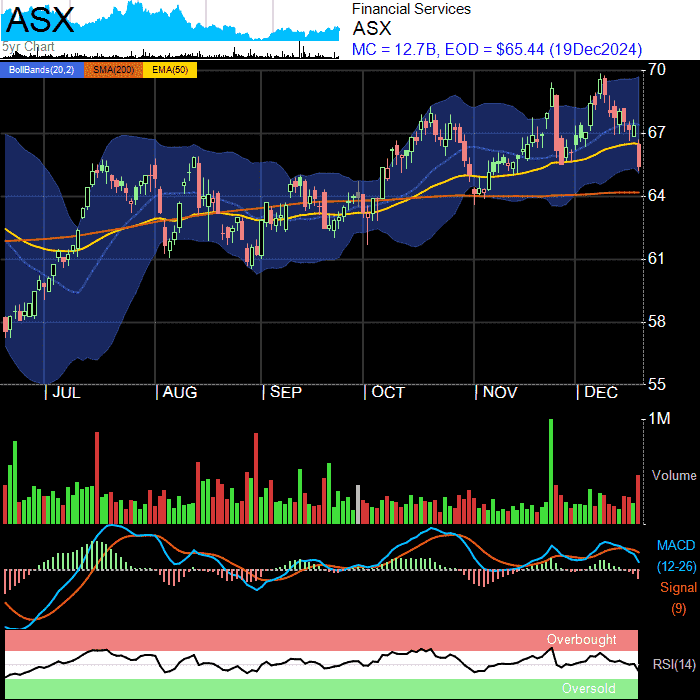 ASX
5yr Chart
Financial Services
ASX
MC = 12.7B, EOD = $65.44 (19Dec2024)
BollBands(20,2) SMA(200) EMA(50)
70
67
64
61
58
55
JUL AUG SEP OCT NOV DEC
1M
Volume
MACD
(12-26)
Signal
(9)
Overbought
RSI(14)
Oversold